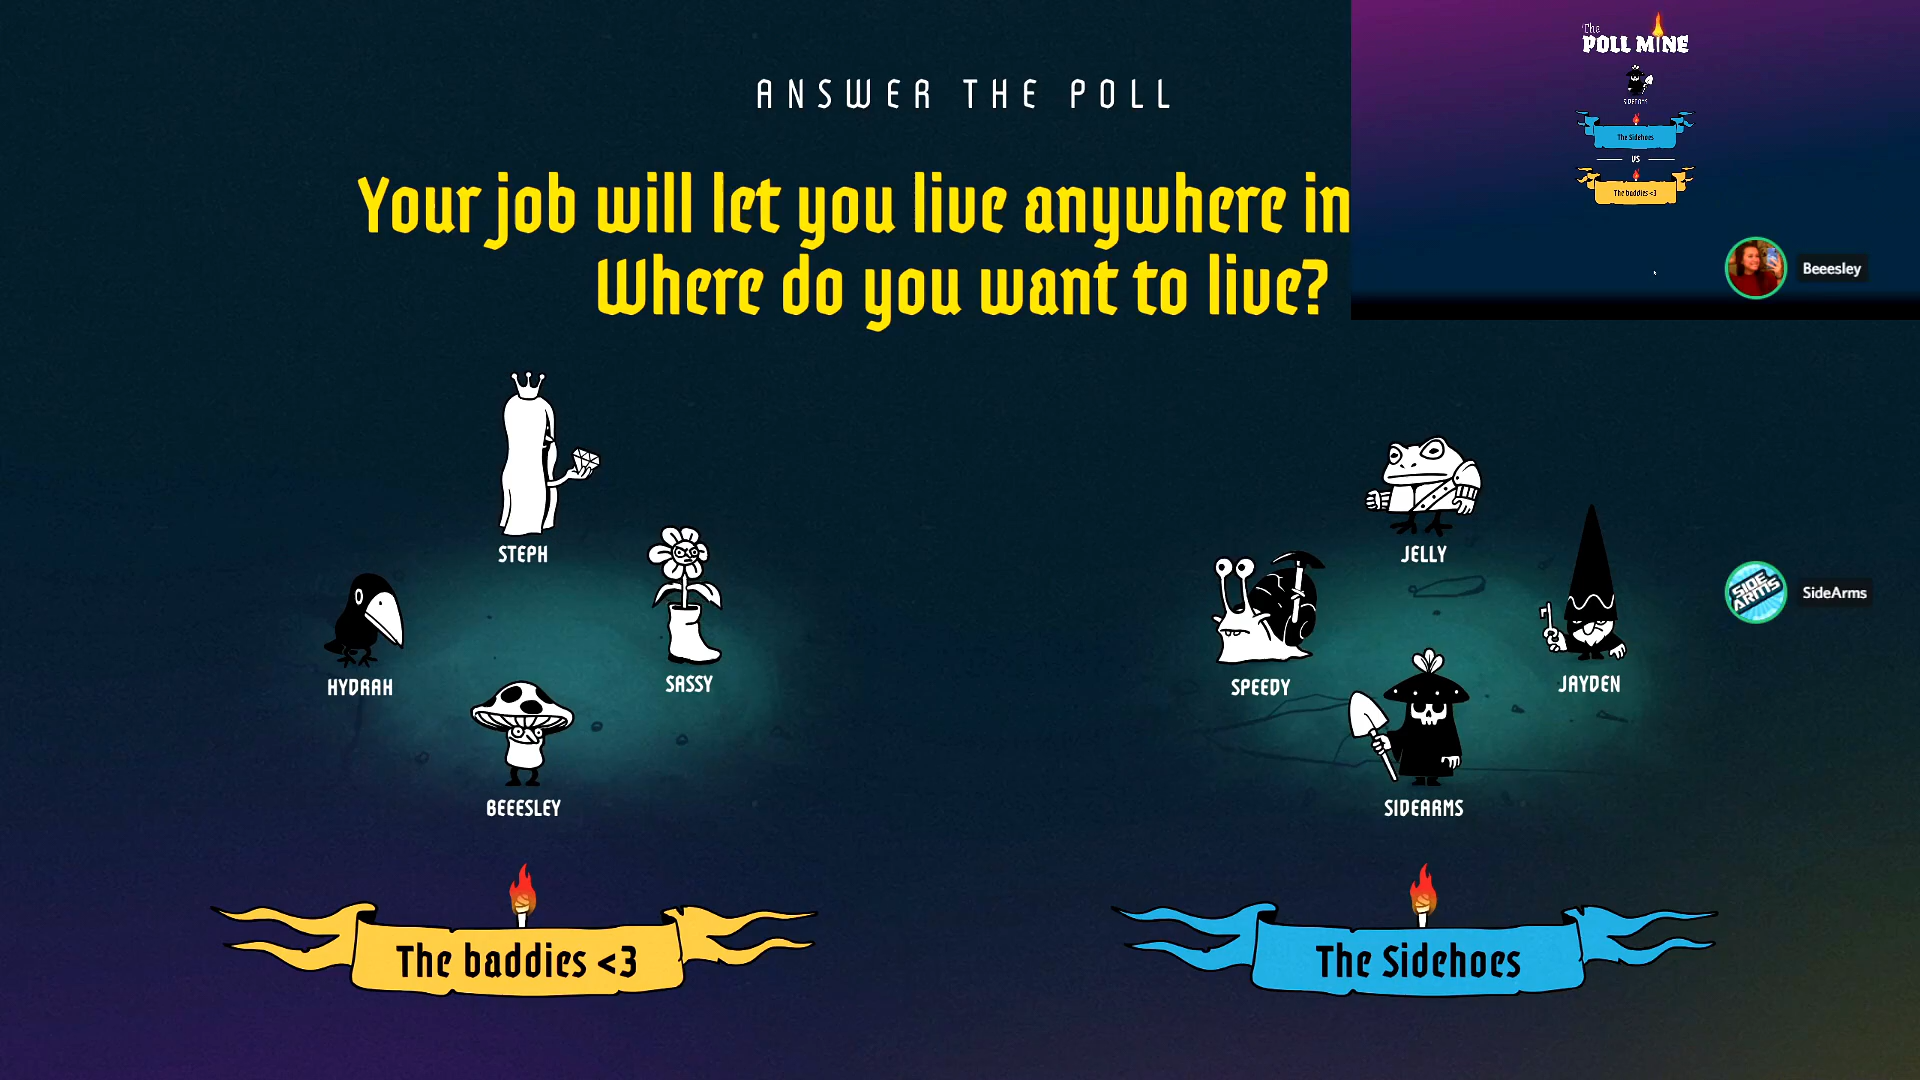 ANSWER THE POLL
Your job will let you live anywhere in
Where do you want to live?
The
POLL MINE
SIDEARMS
The Sidehoes
VS
The baddies <3
Beeesley
SideArms
STEPH
HYDRAH
SASSY
BEEESLEY
The baddies <3
JELLY
SPEEDY
JAYDEN
SIDEARMS
The Sidehoes